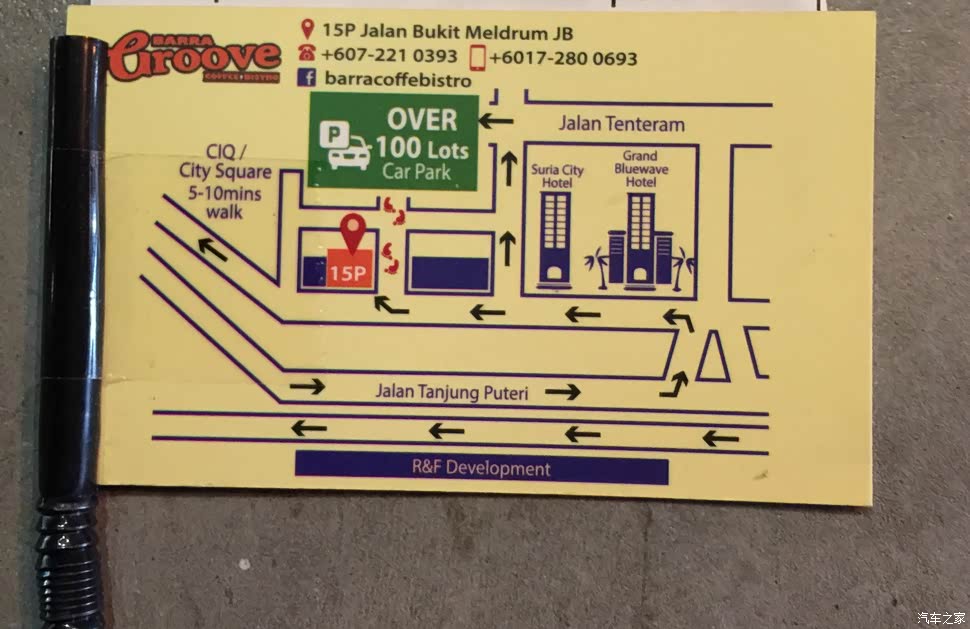 BARRA
Groove
COFFEE BISTRO
15P Jalan Bukit Meldrum JB
+607-221 0393 +6017-280 0693
f barracoffebistro
P
OVER
100 Lots
Car Park
Jalan Tenteram
CIQ /
City Square
5-10mins
walk
Suria City
Hotel
Grand
Bluewave
Hotel
15P
Jalan Tanjung Puteri
R&F Development
汽车之家